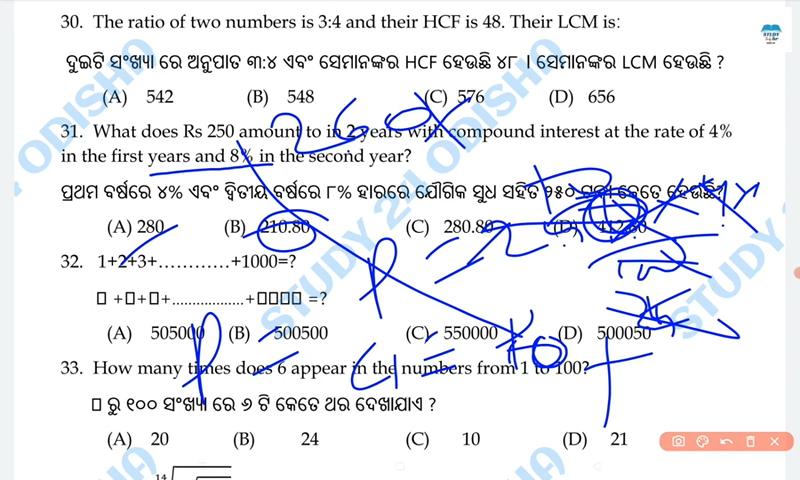 30. The ratio of two numbers is 3:4 and their HCF is 48. Their LCM is:
ଦୁଇଟି ସଂଖ୍ୟା ରେ ଅନୁପାତ ୩:୪ ଏବଂ ସେମାନଙ୍କର HCF ହେଉଛି ୪୮ । ସେମାନଙ୍କର LCM ହେଉଛି ?
(A) 542 (B) 548 (C) 576 (D) 656
31. What does Rs 250 amount to in 2 years with compound interest at the rate of 4%
in the first years and 8% in the second year?
ପ୍ରଥମ ବର୍ଷରେ ୪% ଏବଂ ଦ୍ୱିତୀୟ ବର୍ଷରେ ୮% ହାରରେ ଯୌଗିକ ସୁଧ ସହିତ ୨୫୦ କେତେ ହେଉଛି?
(A) 280 (B) 210.80 (C) 280.80 (D)
32. 1+2+3+............+1000=?
□ +□+□+...................+□□□□ =?
(A) 505000 (B) 500500 (C) 550000 (D) 500050
33. How many times does 6 appear in the numbers from 1 to 100?
□ ରୁ ୧୦୦ ସଂଖ୍ୟା ରେ ୬ ଟି କେତେ ଥର ଦେଖାଯାଏ ?
(A) 20 (B) 24 (C) 10 (D) 21
14